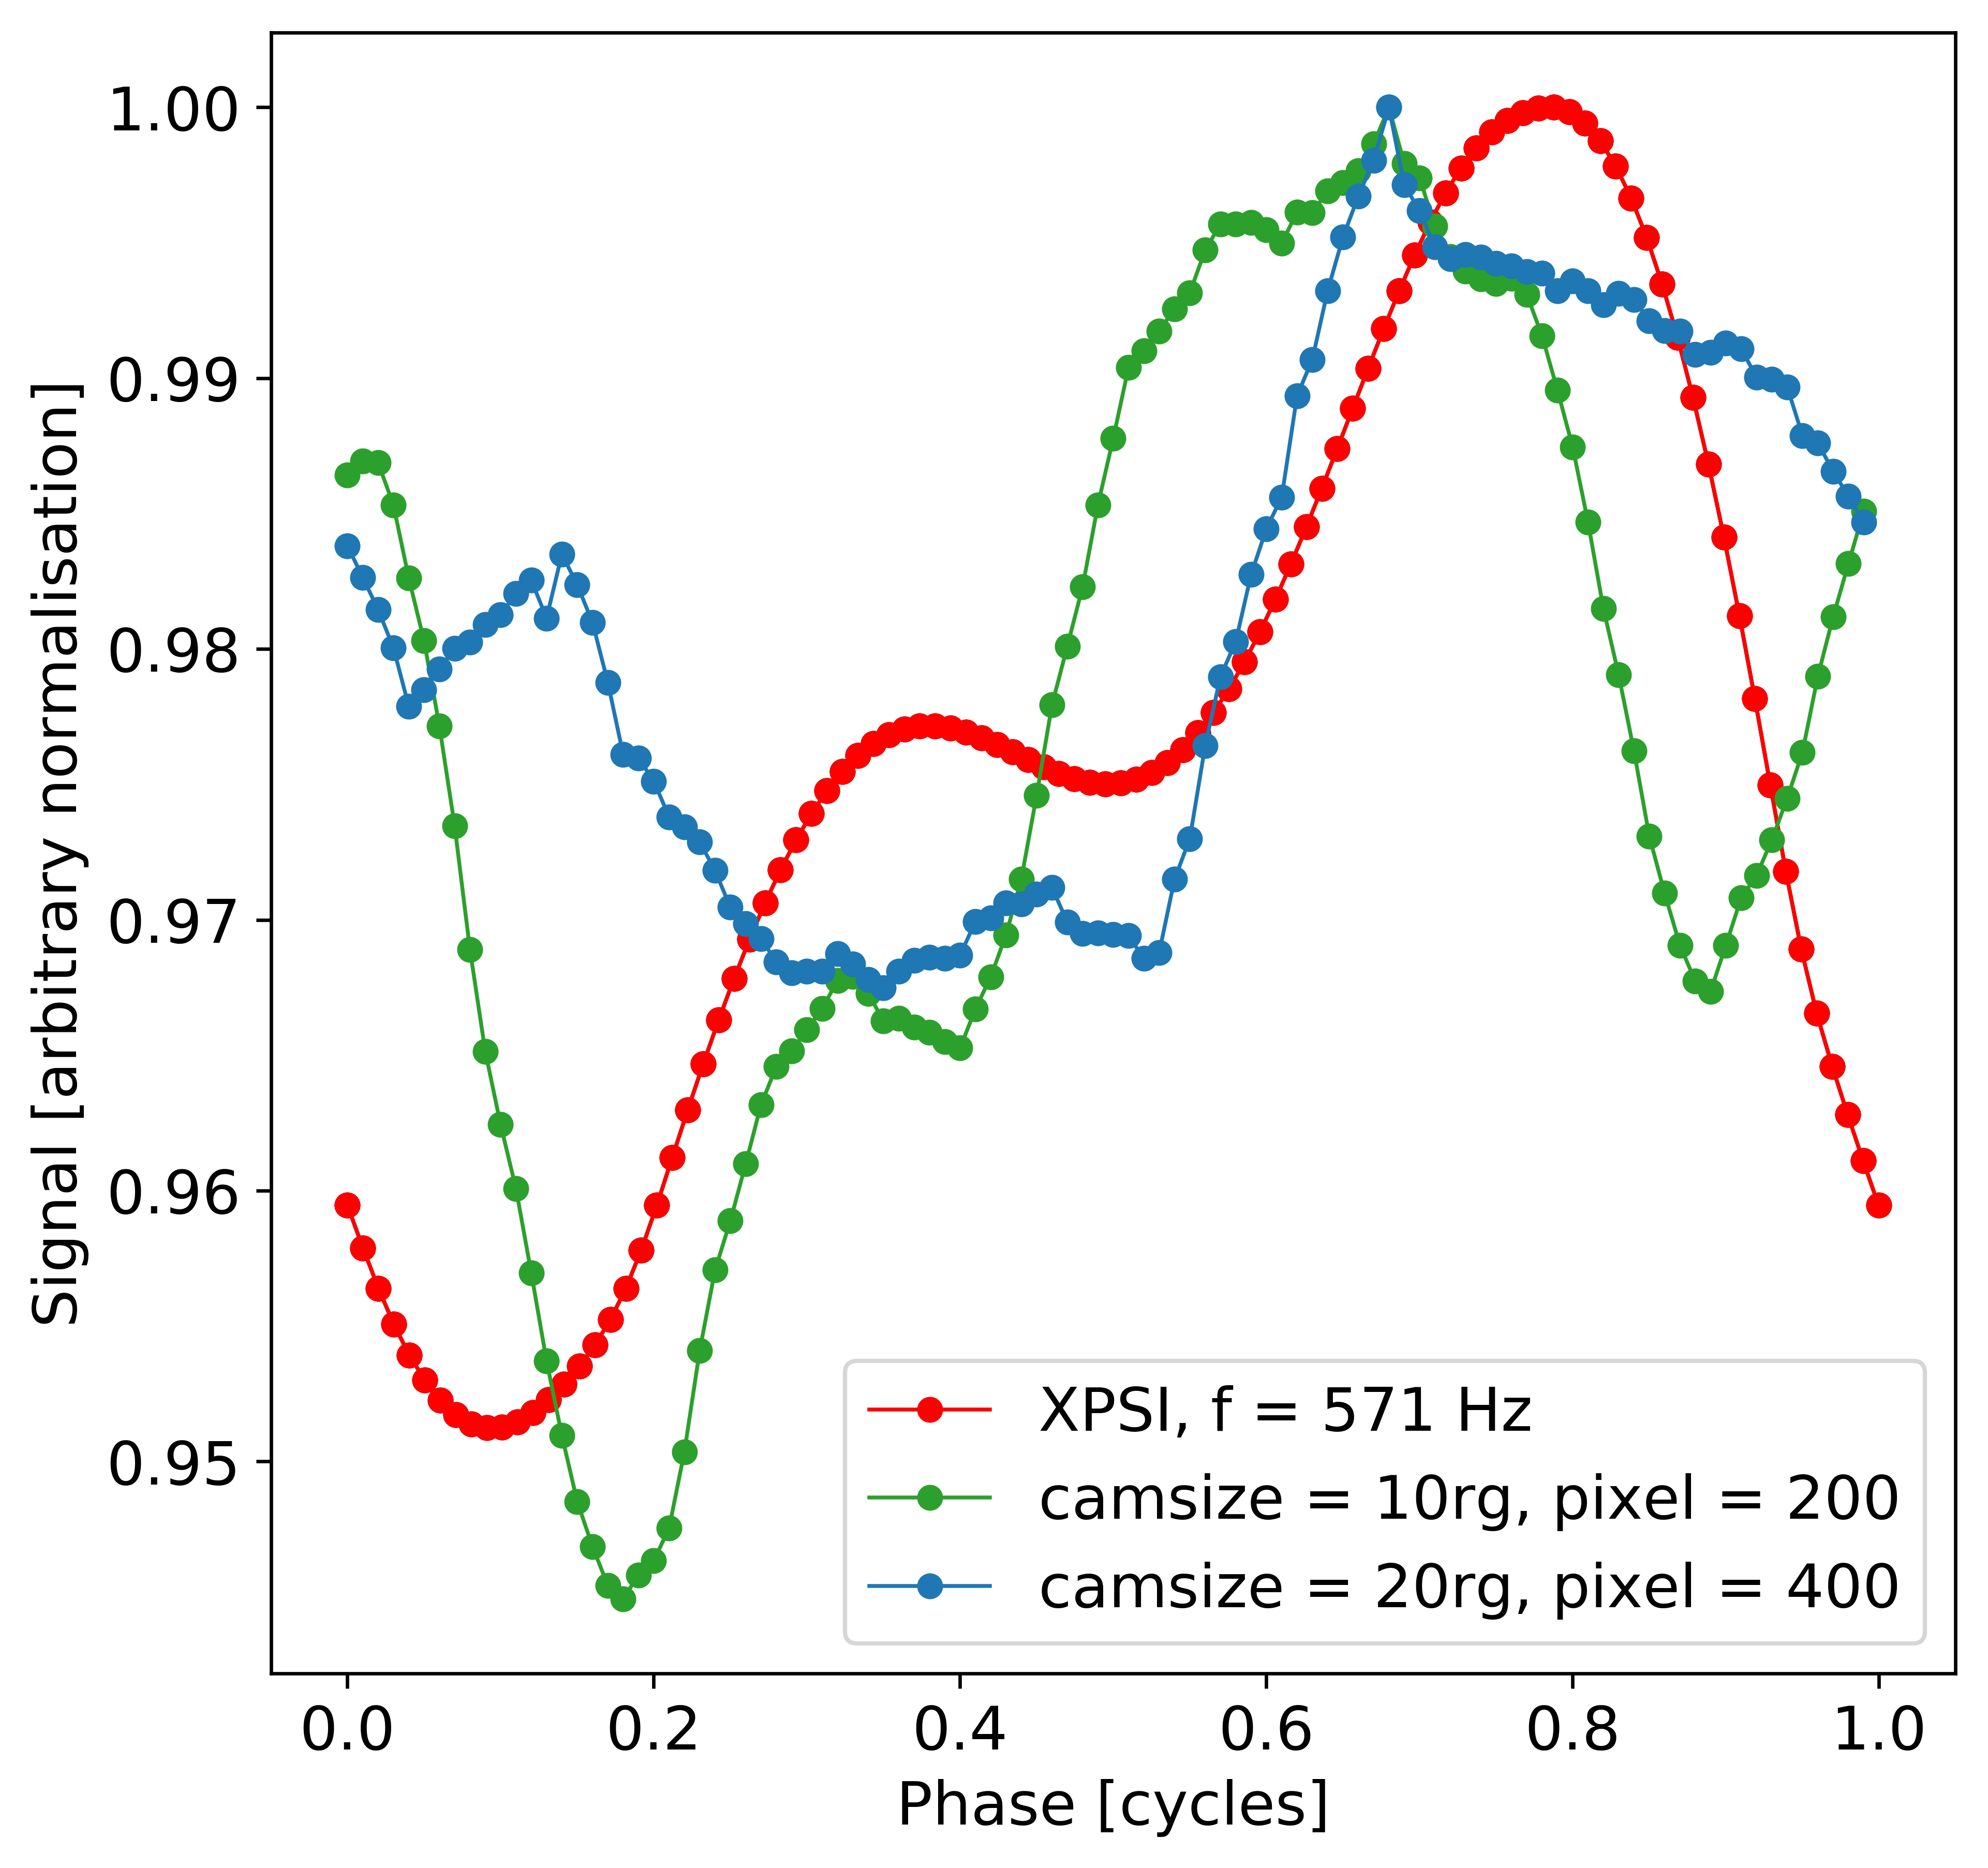 Signal [arbitrary normalisation]
1.00
0.99
0.98
0.97
0.96
0.95
XPSI, f = 571 Hz
camsize = 10rg, pixel = 200
camsize = 20rg, pixel = 400
0.0 0.2 0.4 0.6 0.8 1.0
Phase [cycles]